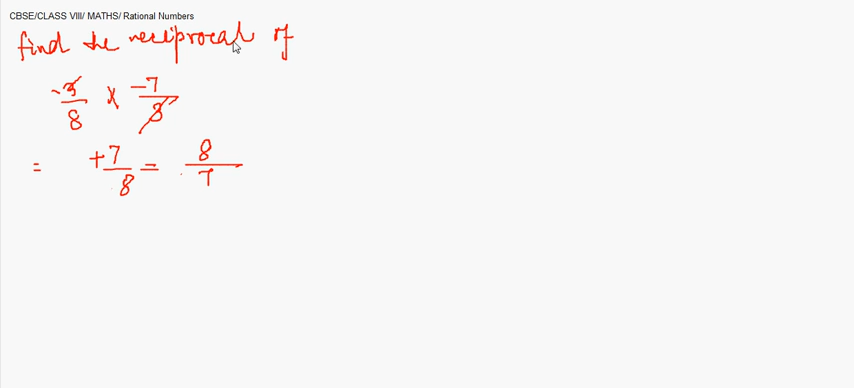 CBSE/CLASS VIII/ MATHS/ Rational Numbers
find the reciprocal of
-3/8 × -7/3
= +7/8 = 8/7